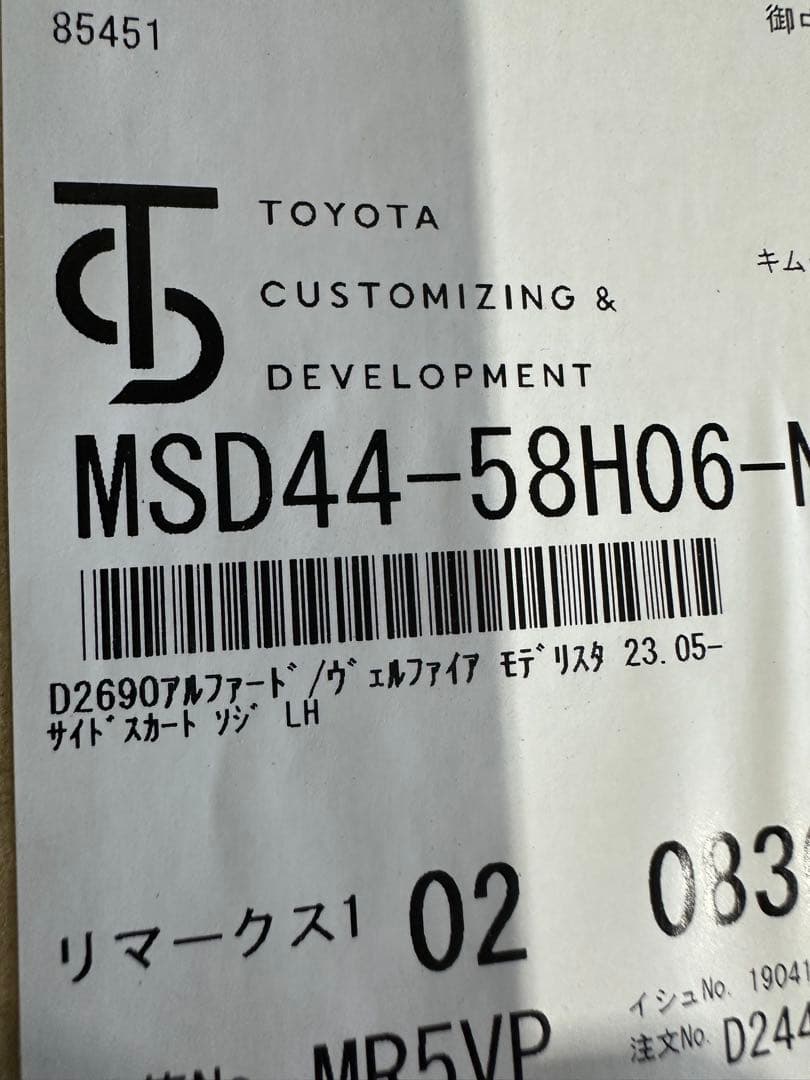 85451
御
TOYOTA
CUSTOMIZING &
DEVELOPMENT
キム
MSD44-58H06-
D2690ｱﾙﾌｧｰﾄﾞ/ｳﾞｪﾙﾌｧｲｱ ﾓﾃﾞﾘｽﾀ 23.05-
ｻｲﾄﾞｽｶｰﾄ ｿｼﾞ LH
リマークス1 02 083
イシュNo. 19041
注文No. D244
MR5VP